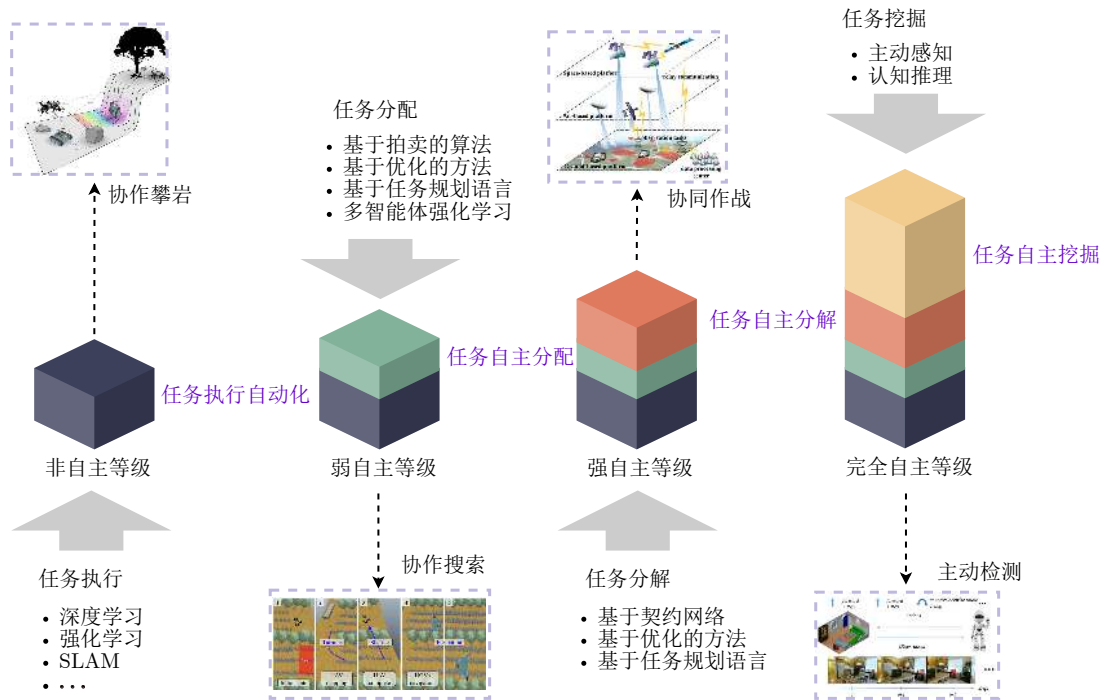 任务挖掘
• 主动感知
• 认知推理
任务分配
• 基于拍卖的算法
• 基于优化的方法
• 基于任务规划语言
• 多智能体强化学习
协作攀岩
协同作战
任务自主挖掘
任务自主分解
任务自主分配
任务执行自动化
非自主等级
弱自主等级
强自主等级
完全自主等级
任务执行
• 深度学习
• 强化学习
• SLAM
• ...
协作搜索
任务分解
• 基于契约网络
• 基于优化的方法
• 基于任务规划语言
主动检测